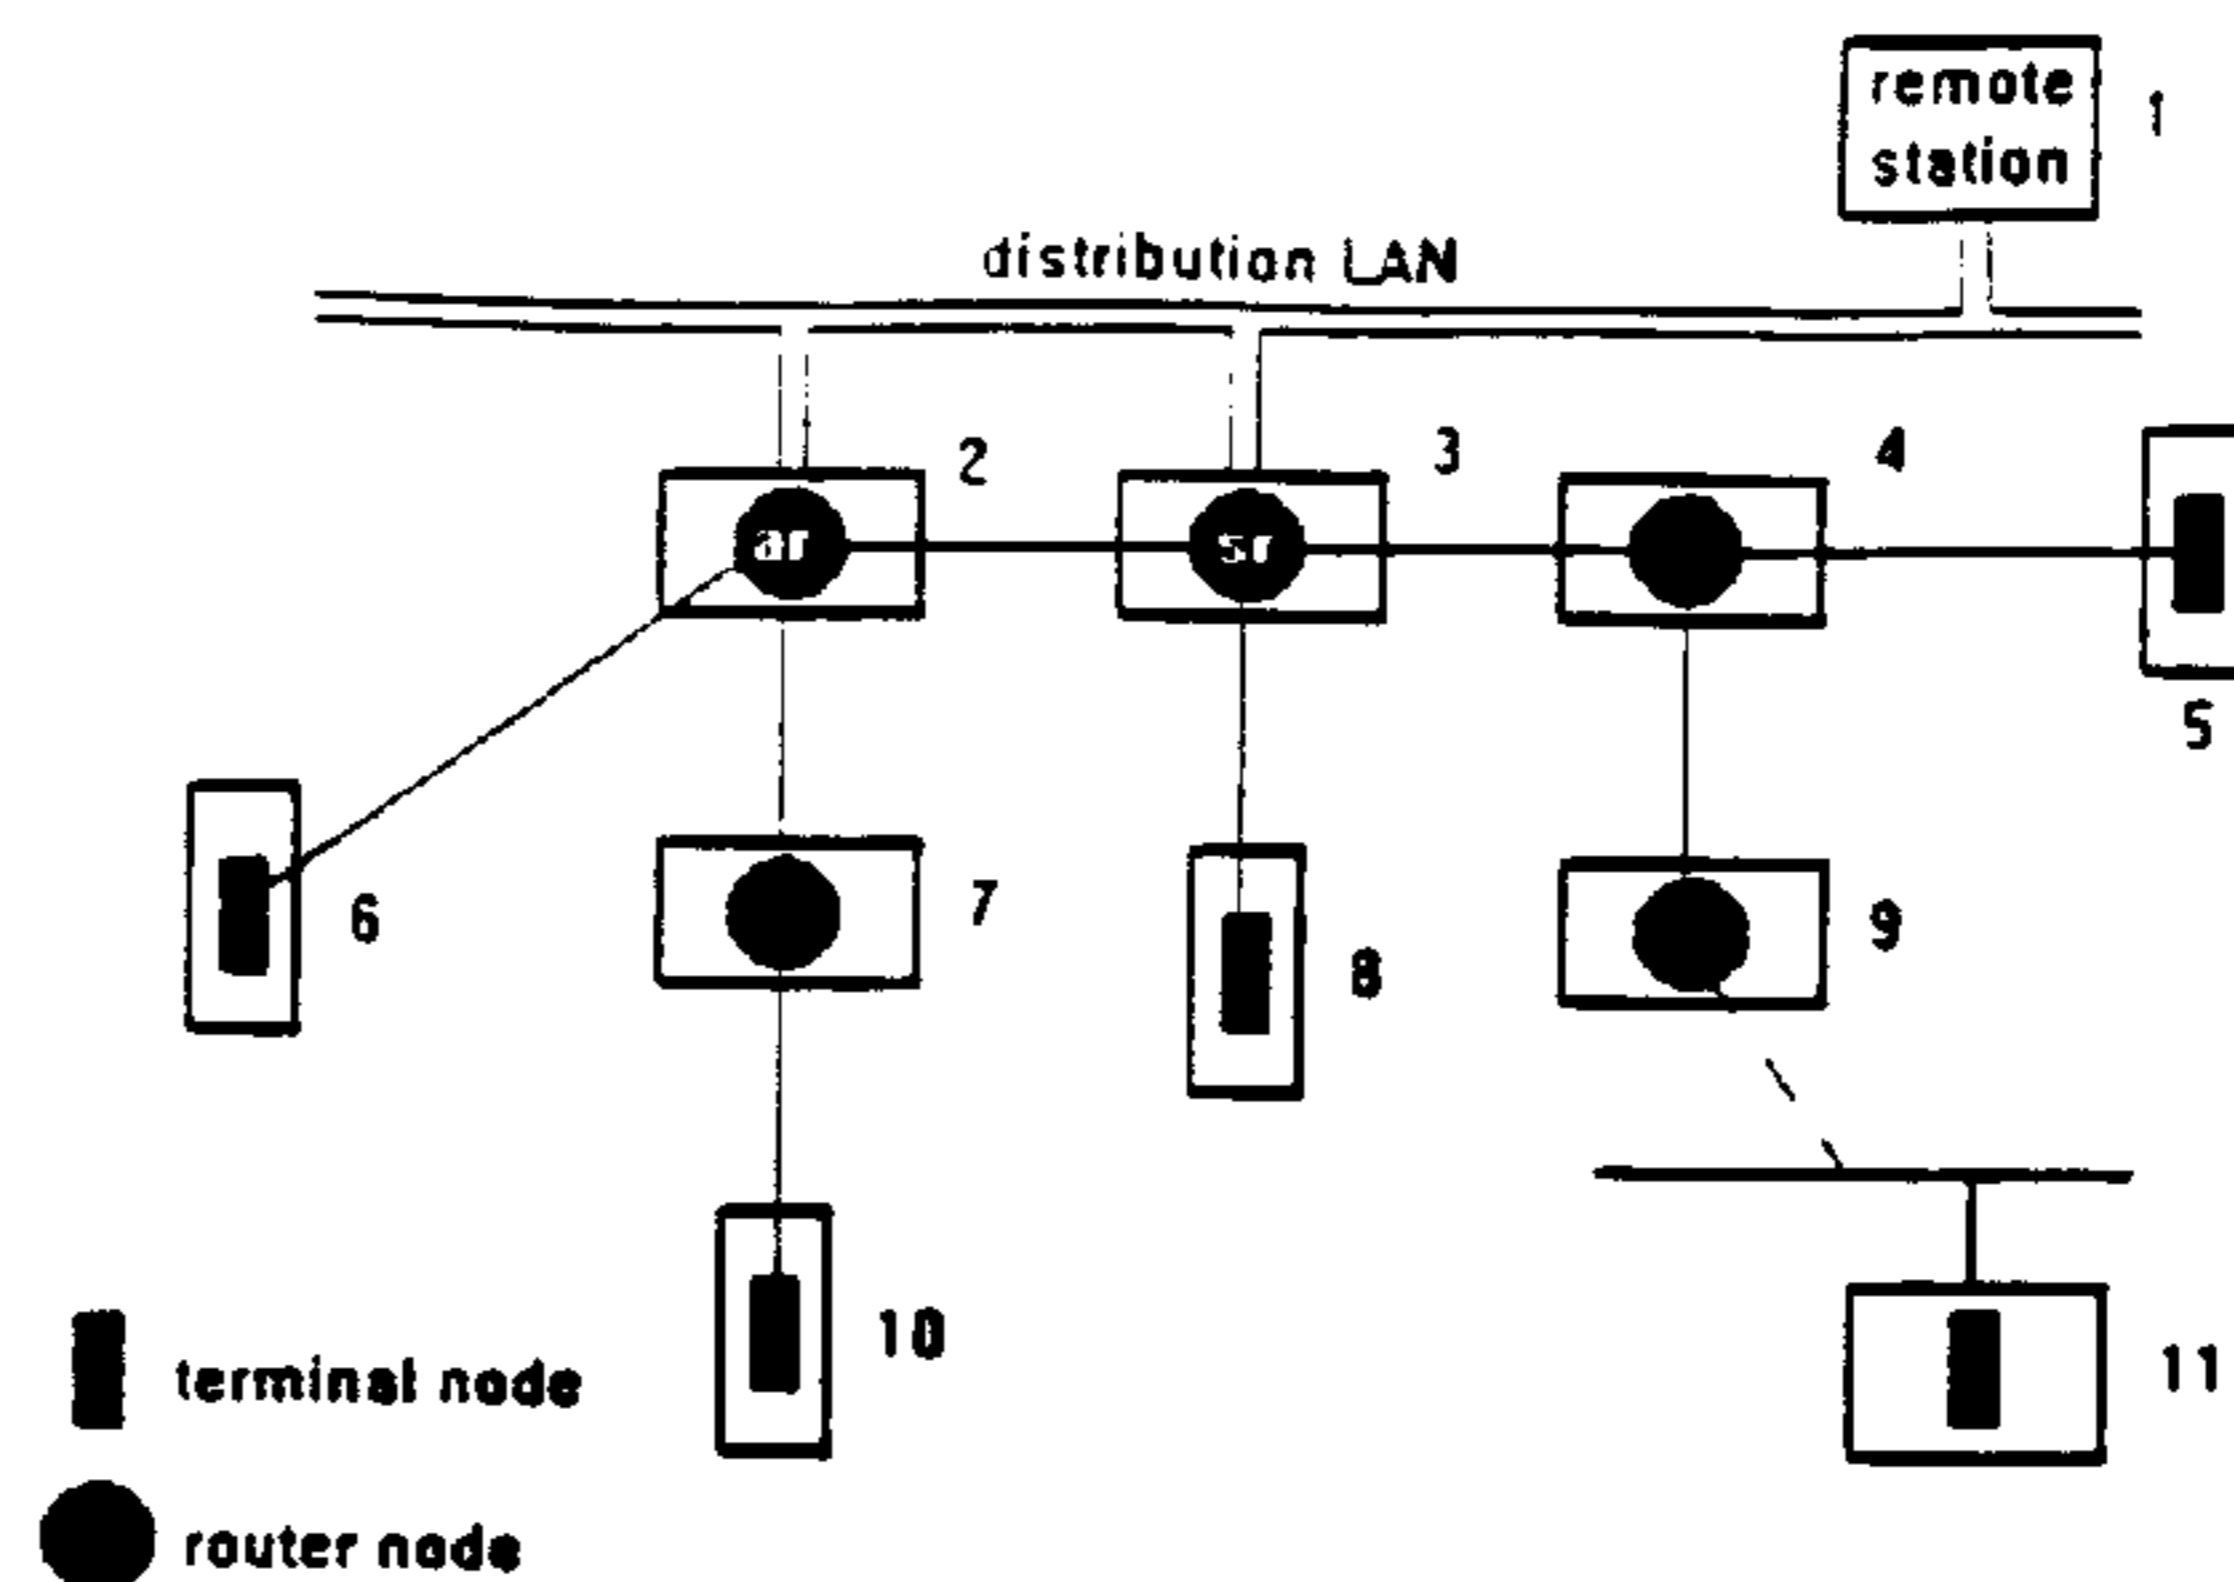 remote
station
1
distribution LAN
2
3
4
ar
sr
5
6
7
8
9
10
11
terminal node
router node